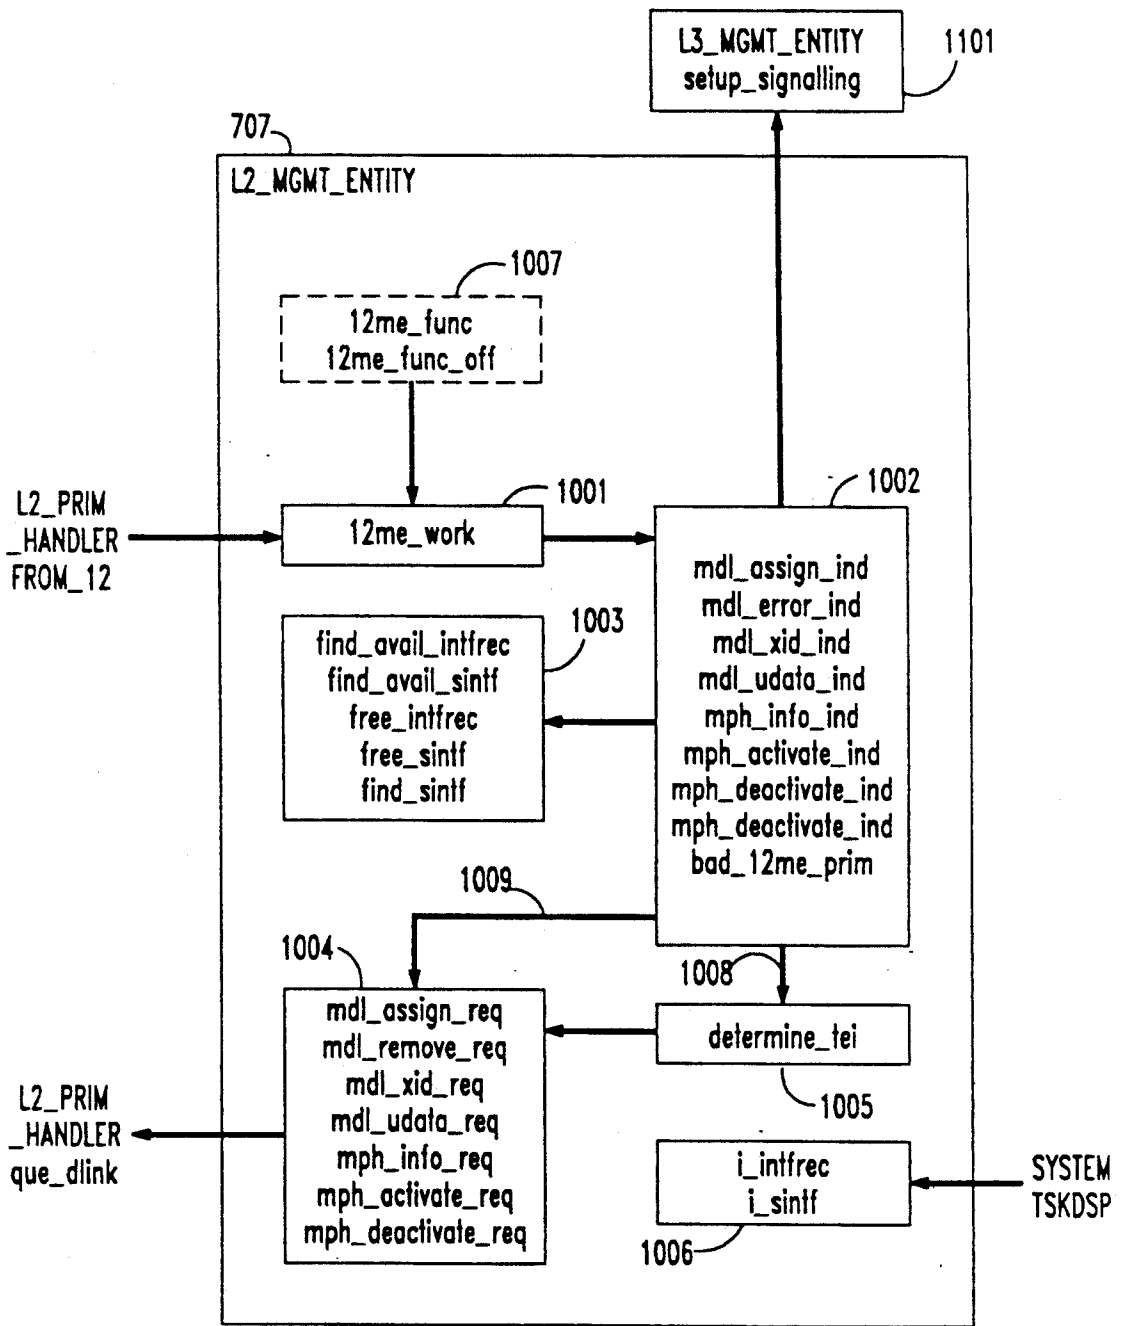 L3_MGMT_ENTITY
setup_signalling
1101
707
L2_MGMT_ENTITY
1007
12me_func
12me_func_off
L2_PRIM
_HANDLER
FROM_12
1001
12me_work
1002
mdl_assign_ind
mdl_error_ind
mdl_xid_ind
mdl_udata_ind
mph_info_ind
mph_activate_ind
mph_deactivate_ind
mph_deactivate_ind
bad_12me_prim
1003
find_avail_intfrec
find_avail_sintf
free_intfrec
free_sintf
find_sintf
1009
1004
1008
mdl_assign_req
mdl_remove_req
mdl_xid_req
mdl_udata_req
mph_info_req
mph_activate_req
mph_deactivate_req
determine_tei
1005
L2_PRIM
_HANDLER
que_dlink
i_intfrec
i_sintf
1006
SYSTEM
TSKDSP